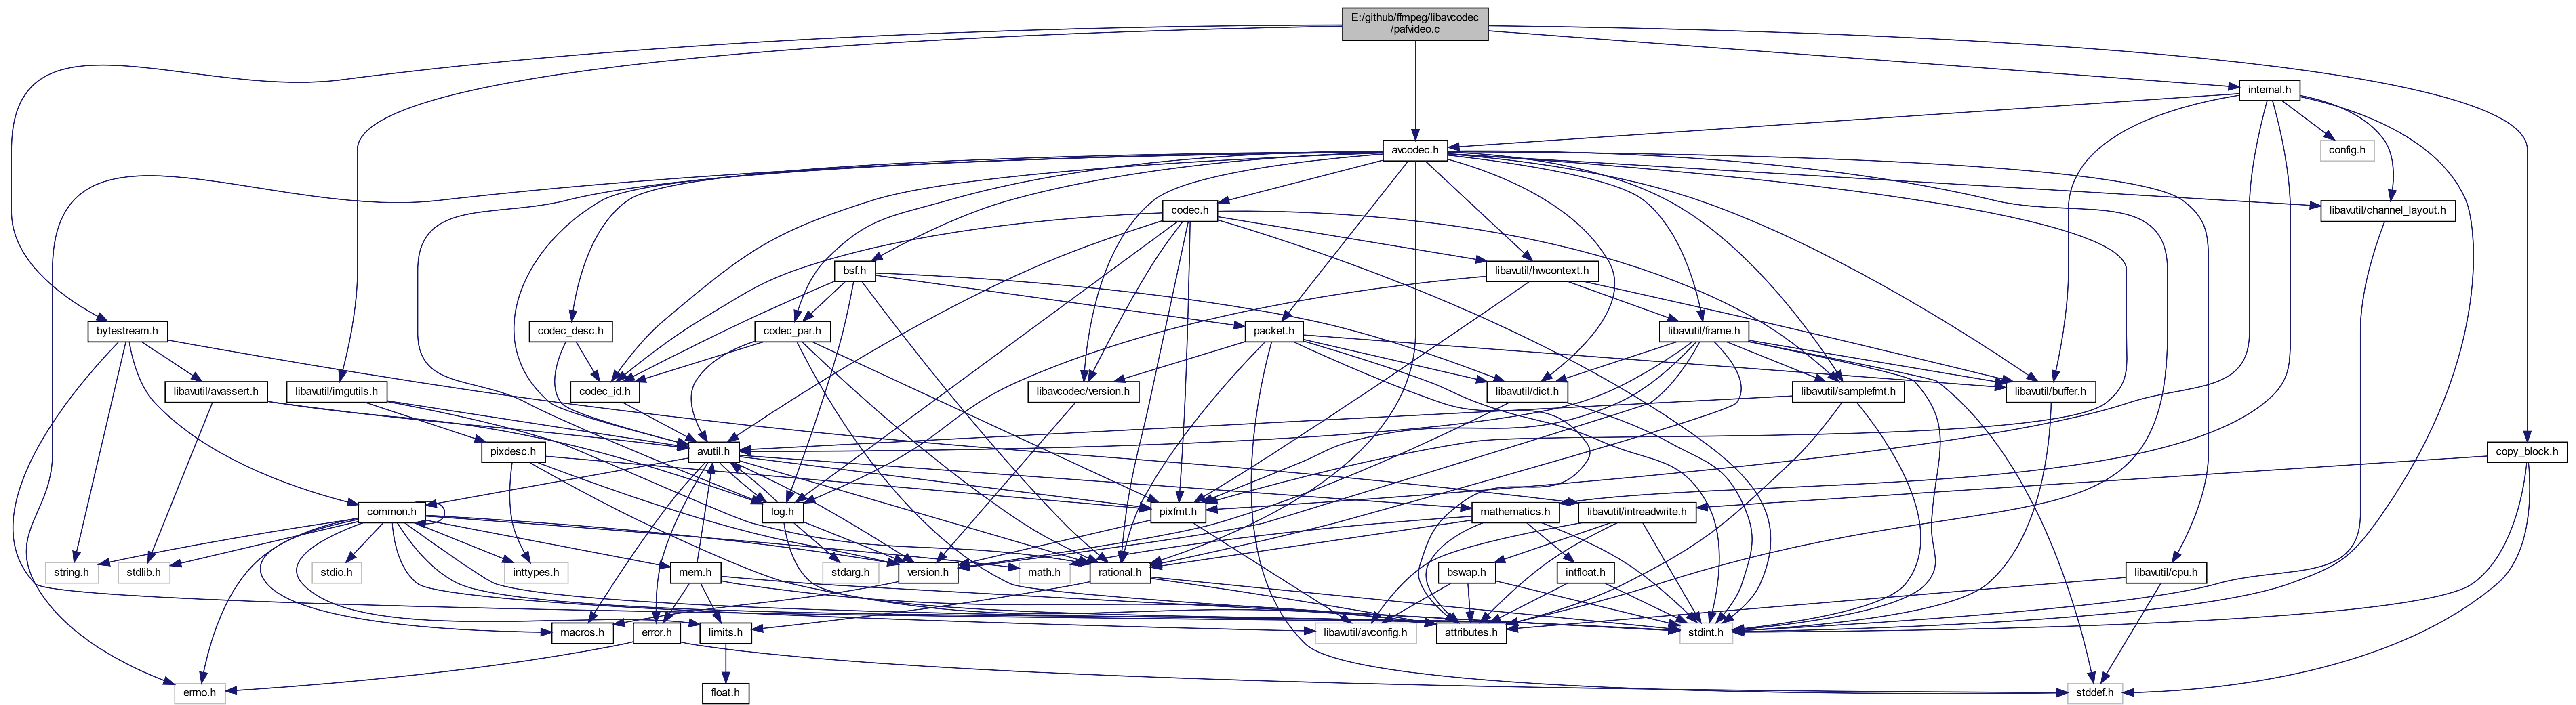 E:/github/ffmpeg/libavcodec
/pafvideo.c
internal.h
avcodec.h
config.h
codec.h
libavutil/channel_layout.h
bsf.h
libavutil/hwcontext.h
bytestream.h
codec_desc.h
codec_par.h
packet.h
libavutil/frame.h
libavutil/avassert.h
libavutil/imgutils.h
codec_id.h
libavcodec/version.h
libavutil/dict.h
libavutil/samplefmt.h
libavutil/buffer.h
pixdesc.h
avutil.h
copy_block.h
common.h
log.h
pixfmt.h
mathematics.h
libavutil/intreadwrite.h
string.h
stdlib.h
stdio.h
inttypes.h
mem.h
stdarg.h
version.h
math.h
rational.h
bswap.h
intfloat.h
libavutil/cpu.h
macros.h
error.h
limits.h
libavutil/avconfig.h
attributes.h
stdint.h
errno.h
float.h
stddef.h